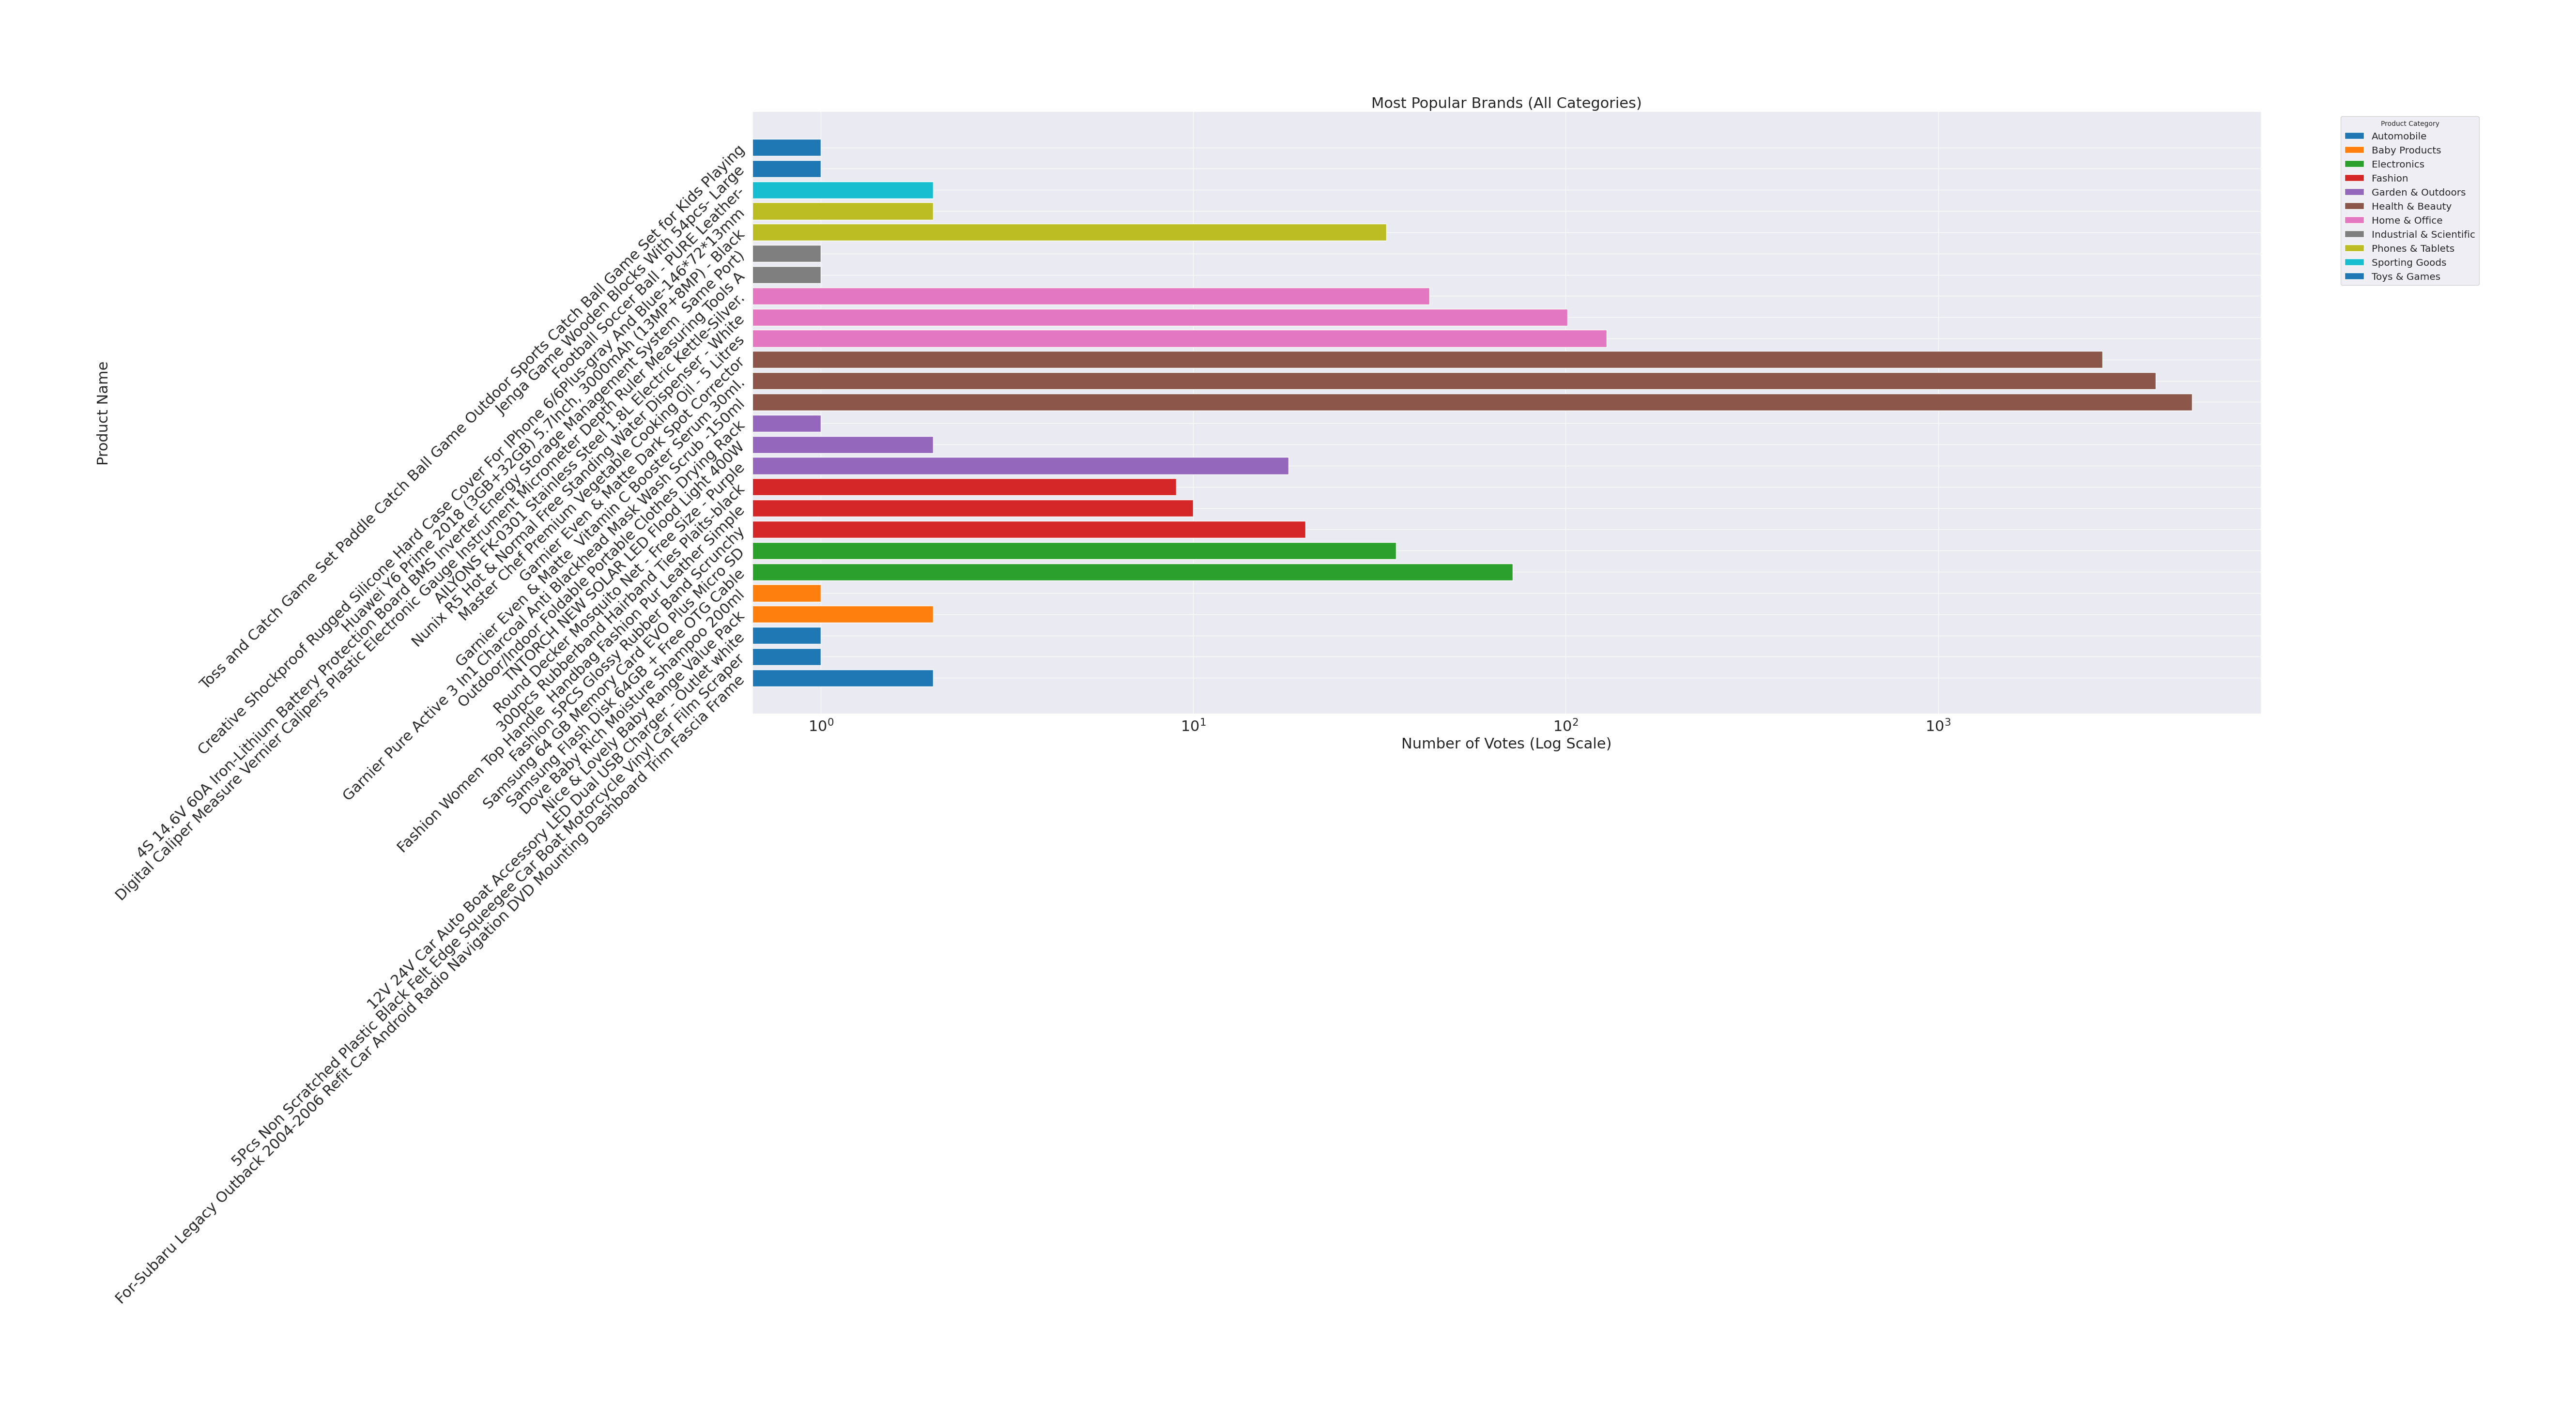 Most Popular Brands (All Categories)
Product Name
Toss and Catch Game Set Paddle Catch Ball Game Outdoor Sports Catch Ball Game Set for Kids Playing
Jenga Game Wooden Blocks With 54pcs- Large
Football Soccer Ball - PURE Leather-
Creative Shockproof Rugged Silicone Hard Case Cover For IPhone 6/6Plus-gray And Blue-146*72*13mm
Huawei Y6 Prime 2018 (3GB+32GB) 5.7Inch, 3000mAh (13MP+8MP) - Black
4S 14.6V 60A Iron-Lithium Battery Protection Board BMS Inverter Energy Storage Management System  Same Port)
Digital Caliper Measure Vernier Calipers Plastic Electronic Gauge Instrument Micrometer Depth Ruler Measuring Tools A
AILYONS FK-0301 Stainless Steel 1.8L Electric Kettle-Silver.
Nunix R5 Hot & Normal Free Standing Water Dispenser - White
Master Chef Premium Vegetable Cooking Oil - 5 Litres
Garnier Even & Matte Dark Spot Corrector
Garnier Even & Matte  Vitamin C Booster Serum 30ml.
Garnier Pure Active 3 In1 Charcoal Anti Blackhead Mask Wash Scrub -150ml
Outdoor/Indoor Foldable Portable Clothes Drying Rack
TNTORCH NEW SOLAR LED Flood Light 400W
Round Decker Mosquito Net - Free Size - Purple
300pcs Rubberband Hairband Ties Plaits-black
Fashion Women Top Handle  Handbag Fashion Pur Leather Simple
Fashion 5PCS Glossy Rubber Band Scrunchy
Samsung 64 GB Memory Card EVO Plus Micro SD
Samsung Flash Disk 64GB + Free OTG Cable
Dove Baby Rich Moisture Shampoo 200ml
Nice & Lovely Baby Range Value Pack
12V 24V Car Auto Boat Accessory LED Dual USB Charger - Outlet white
5Pcs Non Scratched Plastic Black Felt Edge Squeegee Car Boat Motorcycle Vinyl Car Film Scraper
For-Subaru Legacy Outback 2004-2006 Refit Car Android Radio Navigation DVD Mounting Dashboard Trim Fascia Frame
10⁰ 10¹ 10² 10³
Number of Votes (Log Scale)
Product Category
Automobile
Baby Products
Electronics
Fashion
Garden & Outdoors
Health & Beauty
Home & Office
Industrial & Scientific
Phones & Tablets
Sporting Goods
Toys & Games